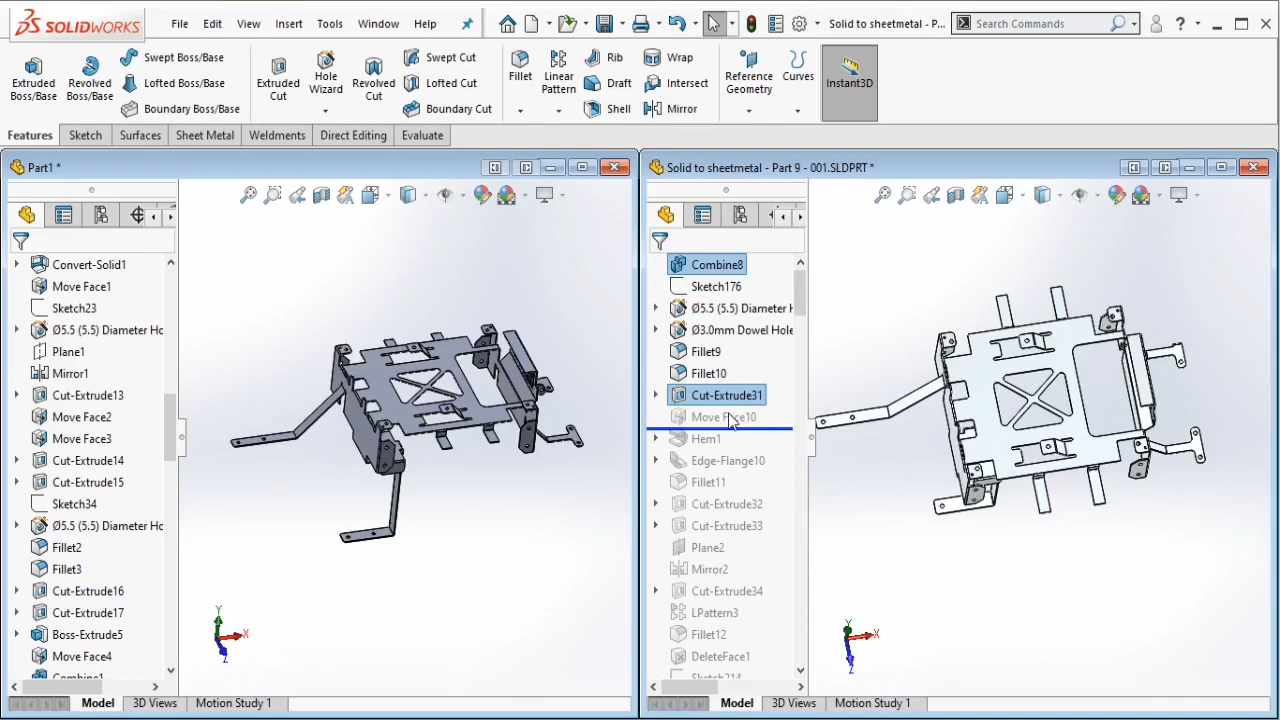 SOLIDWORKS
File Edit View Insert Tools Window Help
Solid to sheetmetal - P...
Search Commands
Extruded Boss/Base
Revolved Boss/Base
Swept Boss/Base
Lofted Boss/Base
Boundary Boss/Base
Extruded Cut
Hole Wizard
Revolved Cut
Swept Cut
Lofted Cut
Boundary Cut
Fillet
Linear Pattern
Rib
Draft
Shell
Wrap
Intersect
Mirror
Reference Geometry
Curves
Instant3D
Features Sketch Surfaces Sheet Metal Weldments Direct Editing Evaluate
Part1 *
Convert-Solid1
Move Face1
Sketch23
Ø5.5 (5.5) Diameter Ho
Plane1
Mirror1
Cut-Extrude13
Move Face2
Move Face3
Cut-Extrude14
Cut-Extrude15
Sketch34
Ø5.5 (5.5) Diameter Ho
Fillet2
Fillet3
Cut-Extrude16
Cut-Extrude17
Boss-Extrude5
Move Face4
Combine1
Y
X
Z
Model 3D Views Motion Study 1
Solid to sheetmetal - Part 9 - 001.SLDPRT *
Combine8
Sketch176
Ø5.5 (5.5) Diameter H
Ø3.0mm Dowel Hole
Fillet9
Fillet10
Cut-Extrude31
Move Face10
Hem1
Edge-Flange10
Fillet11
Cut-Extrude32
Cut-Extrude33
Plane2
Mirror2
Cut-Extrude34
LPattern3
Fillet12
DeleteFace1
Sketch214
Y
X
Z
Model 3D Views Motion Study 1